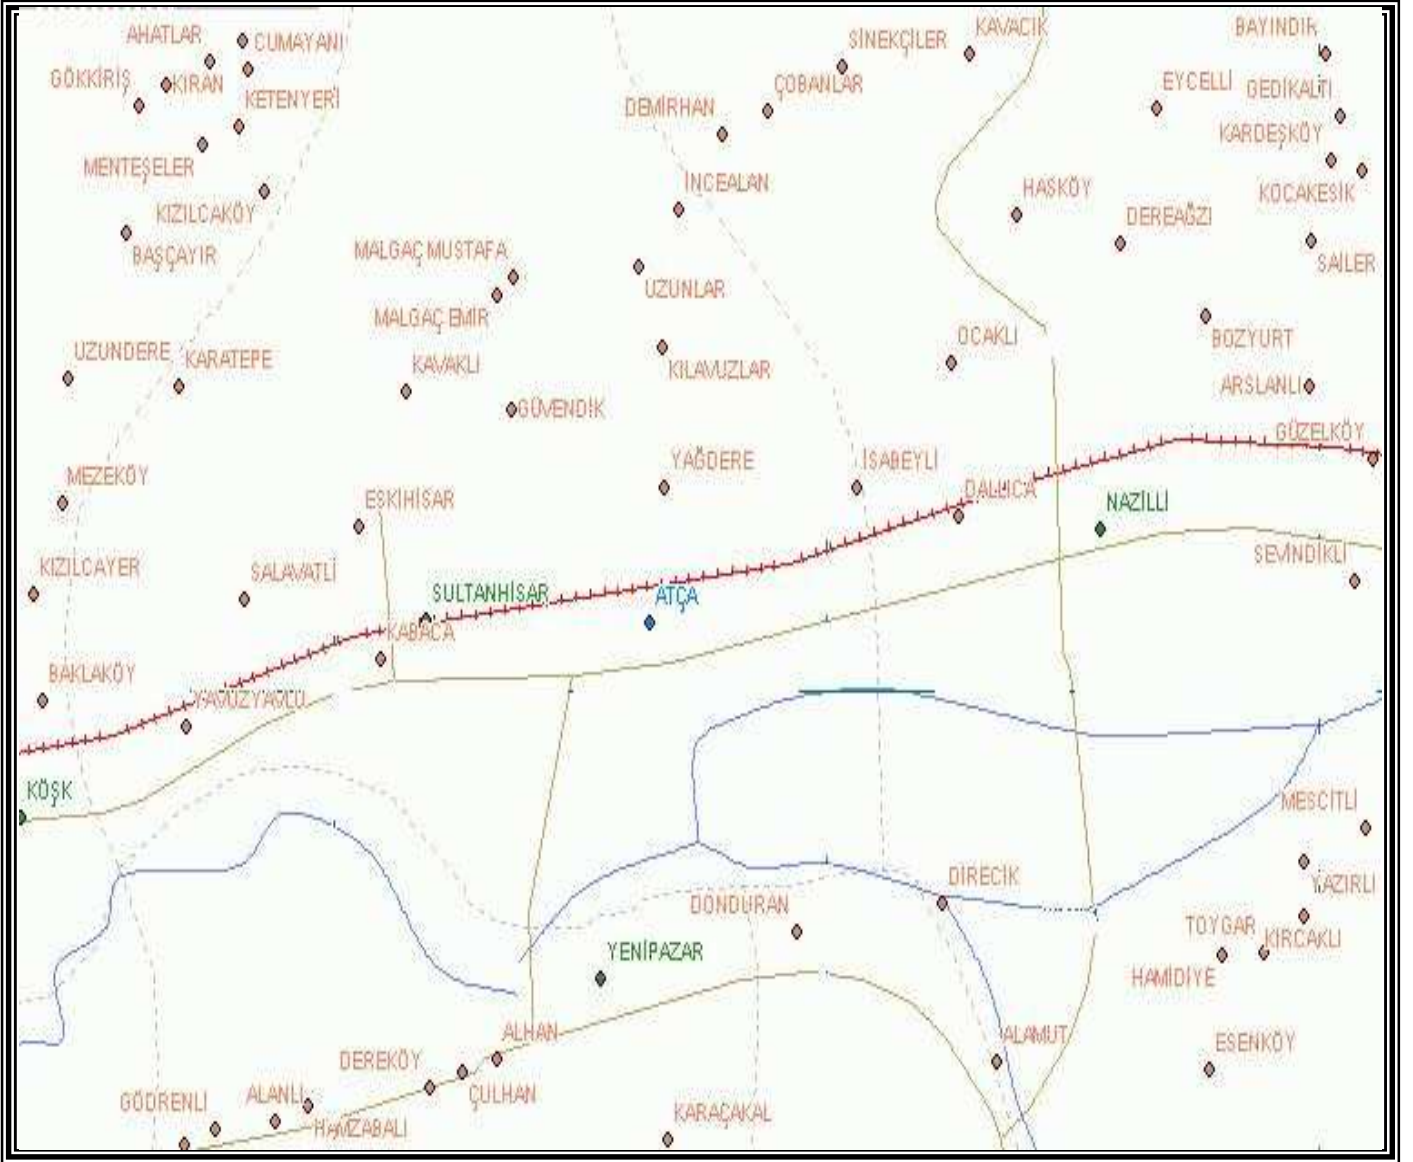 AHATLAR
CUMAYANI
GÖKKİRİŞ
KIRAN
KETENYERİ
MENTEŞELER
KIZILCAKÖY
BAŞÇAYIR
SİNEKÇİLER
KAVACIK
ÇOBANLAR
DEMİRHAN
İNCEALAN
BAYINDIR
EYCELLİ
GEDİKALTI
KARDEŞKÖY
KOCAKESİK
HASKÖY
DEREAĞZI
SAİLER
MALGAÇ MUSTAFA
MALGAÇ EMİR
UZUNLAR
BOZYURT
OCAKLI
UZUNDERE
KARATEPE
KAVAKLI
KILAVUZLAR
ARSLANLI
GÜVENDİK
GÜZELKÖY
MEZEKÖY
ESKİHİSAR
YAĞDERE
İSABEYLİ
DALLICA
NAZİLLİ
SEVİNDİKLİ
KIZILCAYER
SALAVATLİ
SULTANHİSAR
ATÇA
KABACA
BAKLAKÖY
YAVUZYAVLU
KÖŞK
MESCİTLİ
DİRECİK
YAZIRLI
DONDURAN
TOYGAR
KIRCAKLI
YENİPAZAR
HAMİDİYE
ALHAN
ALAMUT
ESENKÖY
DEREKÖY
ÇULHAN
GÖDRENLİ
ALANLI
HAMZABALI
KARAÇAKAL